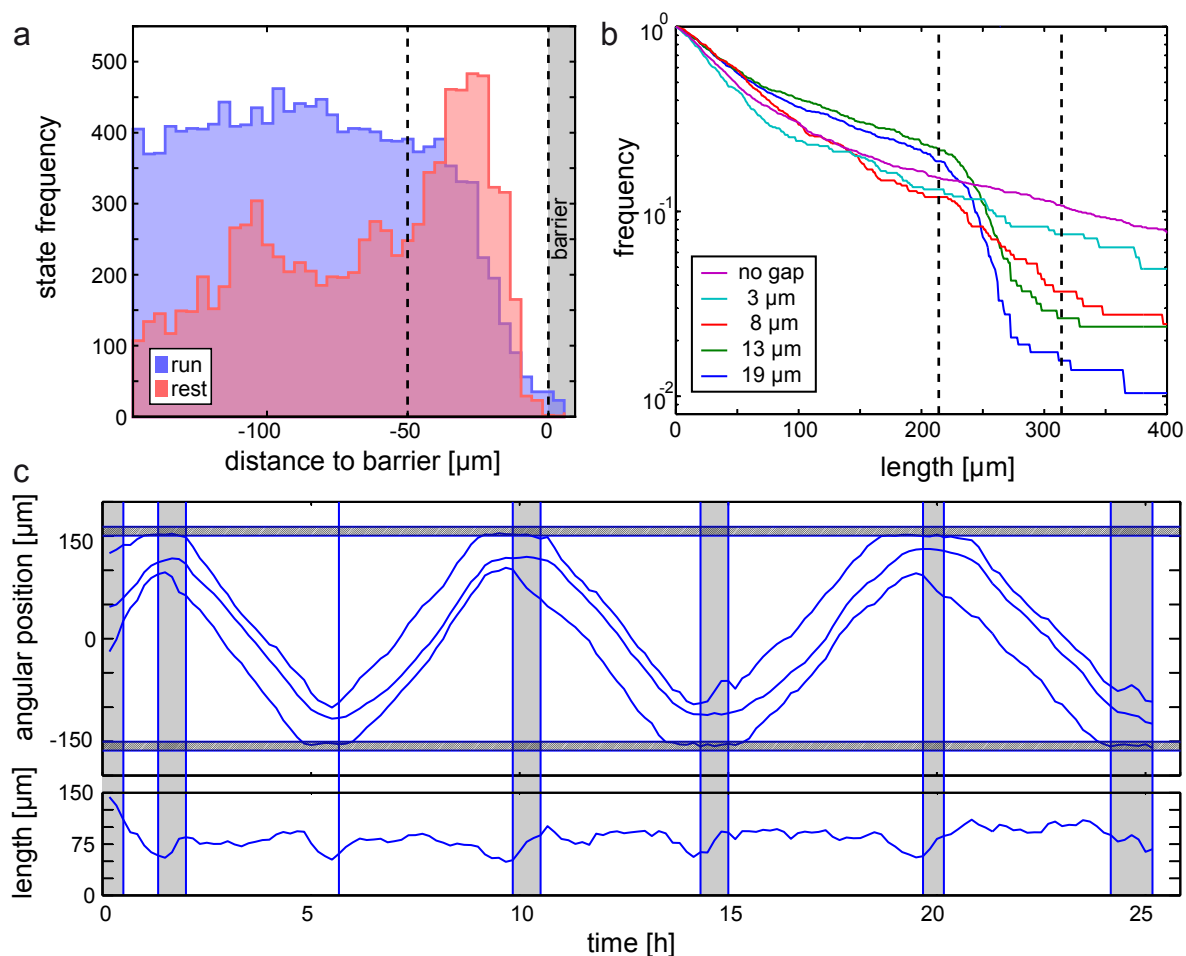 a
500
400
300
200
100
0
state frequency
run
rest
barrier
-100
-50
0
distance to barrier [µm]
b
10^0
10^-1
10^-2
frequency
no gap
3 µm
8 µm
13 µm
19 µm
0
100
200
300
400
length [µm]
c
angular position [µm]
150
0
-150
length [µm]
150
75
0
0
5
10
15
20
25
time [h]